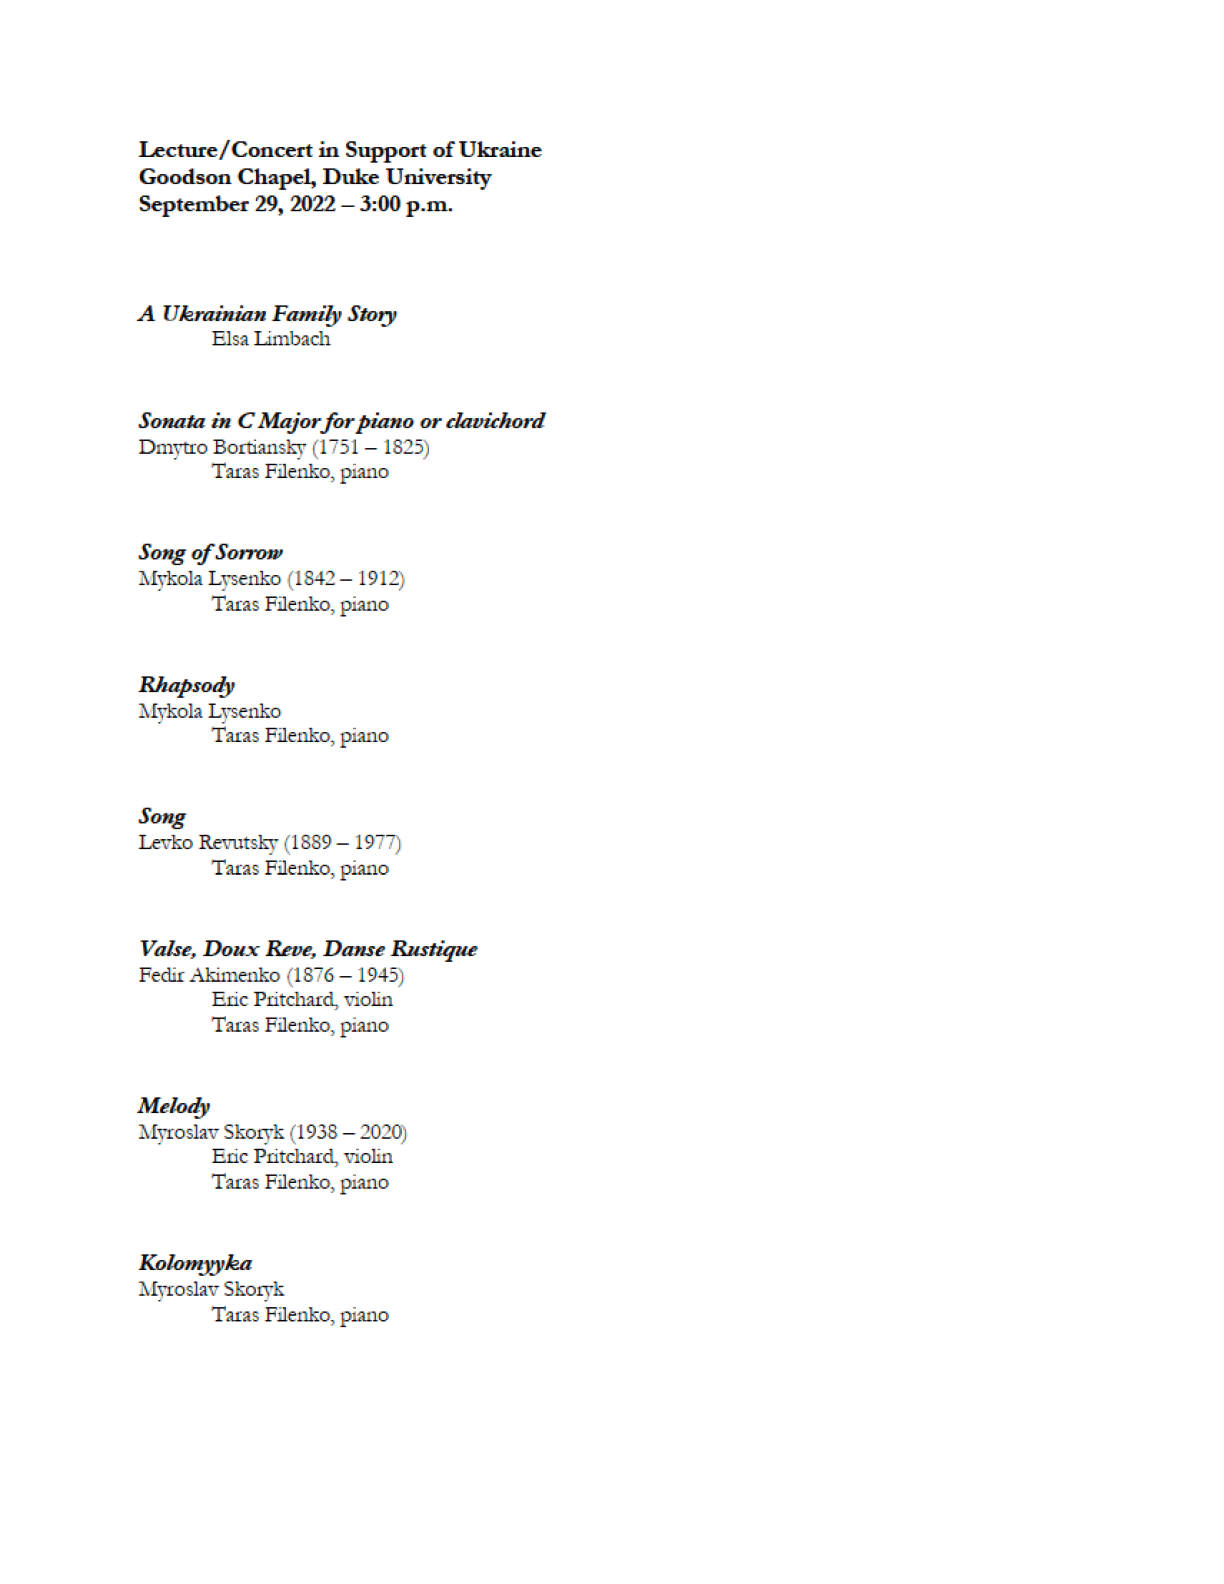 Lecture/Concert in Support of Ukraine
Goodson Chapel, Duke University
September 29, 2022 – 3:00 p.m.
A Ukrainian Family Story
Elsa Limbach
Sonata in C Major for piano or clavichord
Dmytro Bortiansky (1751 – 1825)
Taras Filenko, piano
Song of Sorrow
Mykola Lysenko (1842 – 1912)
Taras Filenko, piano
Rhapsody
Mykola Lysenko
Taras Filenko, piano
Song
Levko Revutsky (1889 – 1977)
Taras Filenko, piano
Valse, Doux Reve, Danse Rustique
Fedir Akimenko (1876 – 1945)
Eric Pritchard, violin
Taras Filenko, piano
Melody
Myroslav Skoryk (1938 – 2020)
Eric Pritchard, violin
Taras Filenko, piano
Kolomyyka
Myroslav Skoryk
Taras Filenko, piano